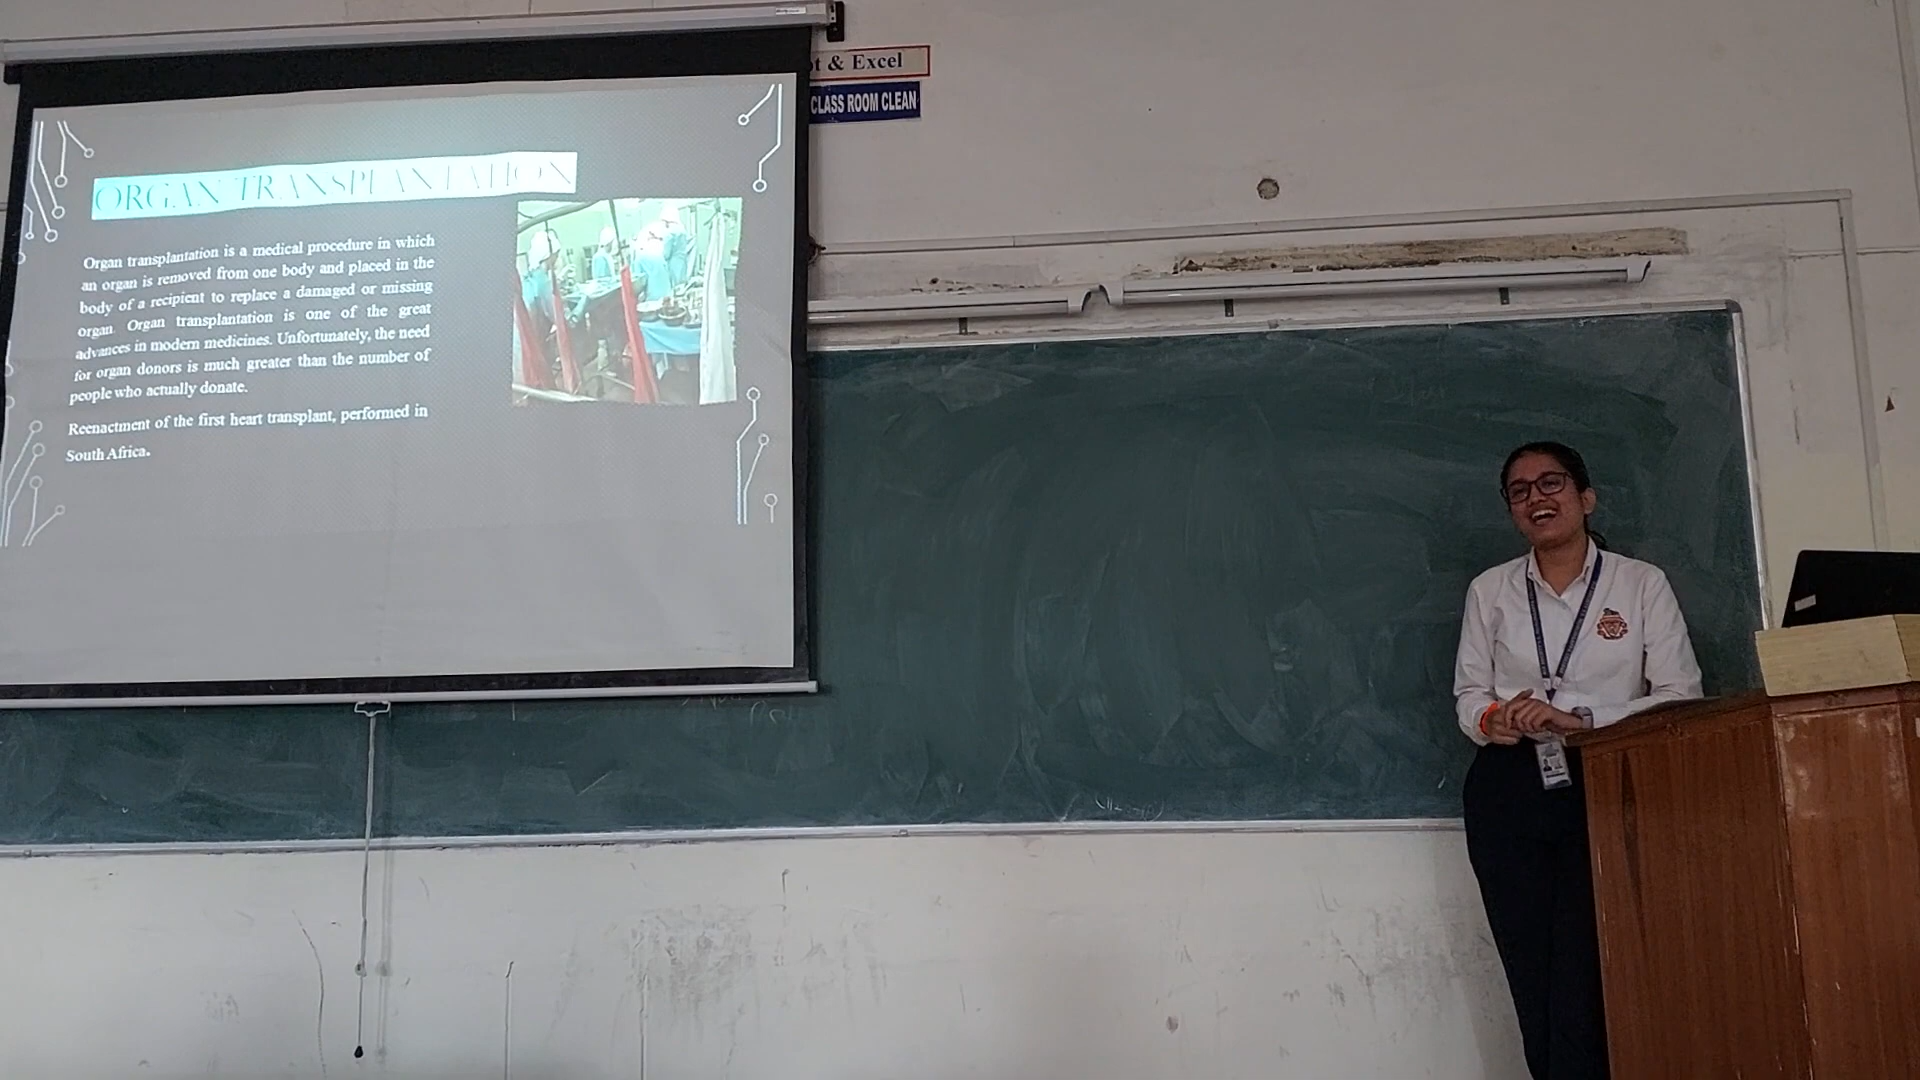 & Excel
CLASS ROOM CLEAN
ORGAN TRANSPLANTATION
Organ transplantation is a medical procedure in which
an organ is removed from one body and placed in the
body of a recipient to replace a damaged or missing
organ. Organ transplantation is one of the great
advances in modern medicines. Unfortunately, the need
for organ donors is much greater than the number of
people who actually donate.
Reenactment of the first heart transplant, performed in
South Africa.